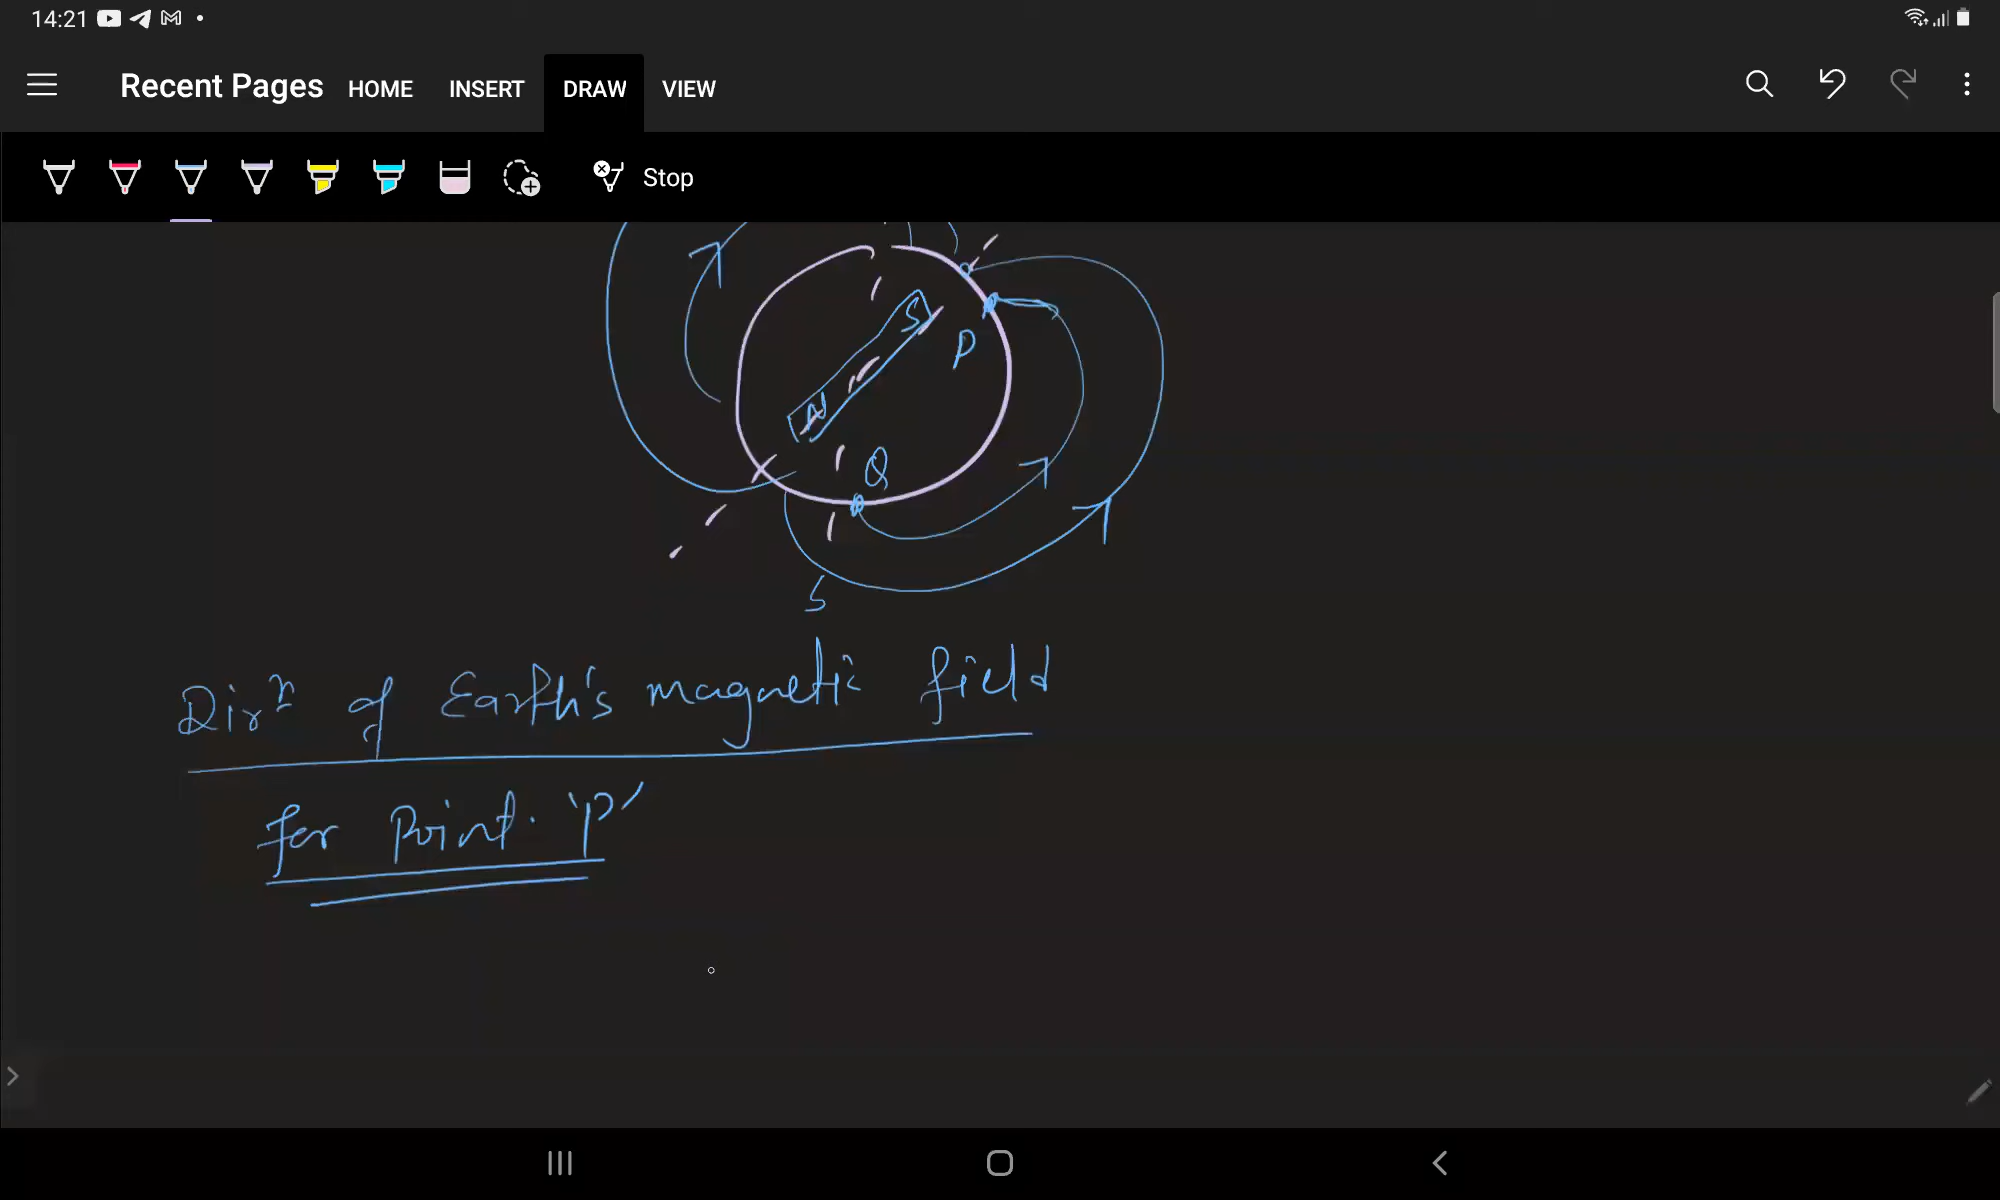 14:21
Recent Pages HOME INSERT DRAW VIEW
Stop
S
P
N
Q
S
Dirⁿ of Earth's magnetic field
for Point. 'P'